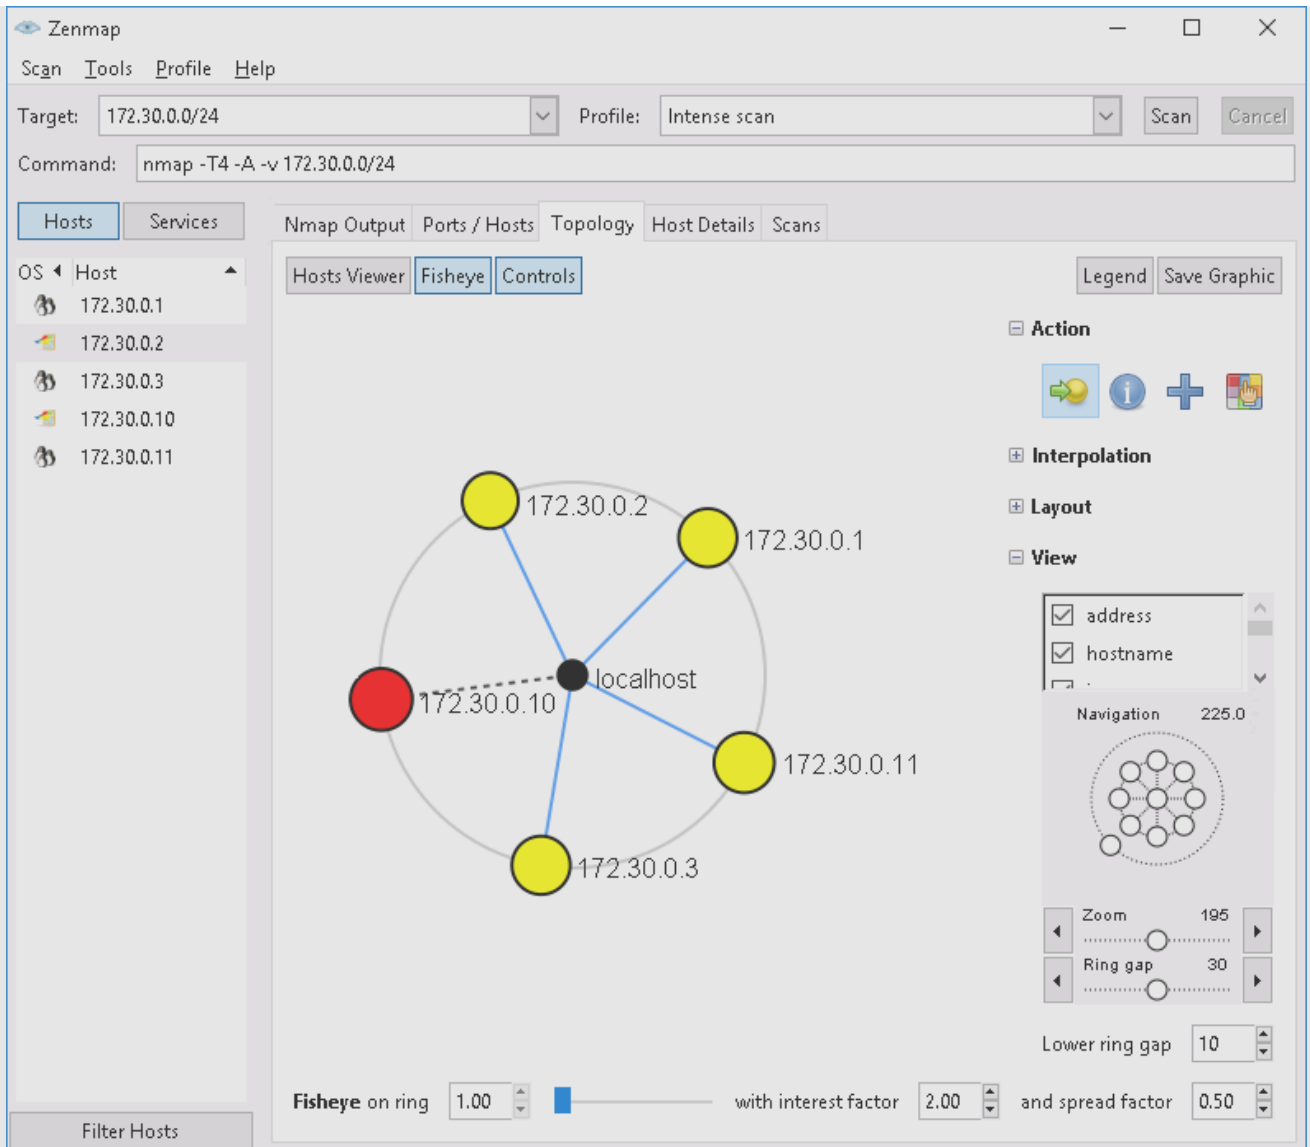 Zenmap
Scan Tools Profile Help
Target: 172.30.0.0/24 Profile: Intense scan Scan Cancel
Command: nmap -T4 -A -v 172.30.0.0/24
Hosts Services
Nmap Output Ports / Hosts Topology Host Details Scans
OS Host
172.30.0.1
172.30.0.2
172.30.0.3
172.30.0.10
172.30.0.11
Filter Hosts
Hosts Viewer Fisheye Controls Legend Save Graphic
172.30.0.2
172.30.0.1
localhost
172.30.0.10
172.30.0.11
172.30.0.3
Action
Interpolation
Layout
View
address
hostname
Navigation 225.0
Zoom 195
Ring gap 30
Lower ring gap 10
Fisheye on ring 1.00 with interest factor 2.00 and spread factor 0.50